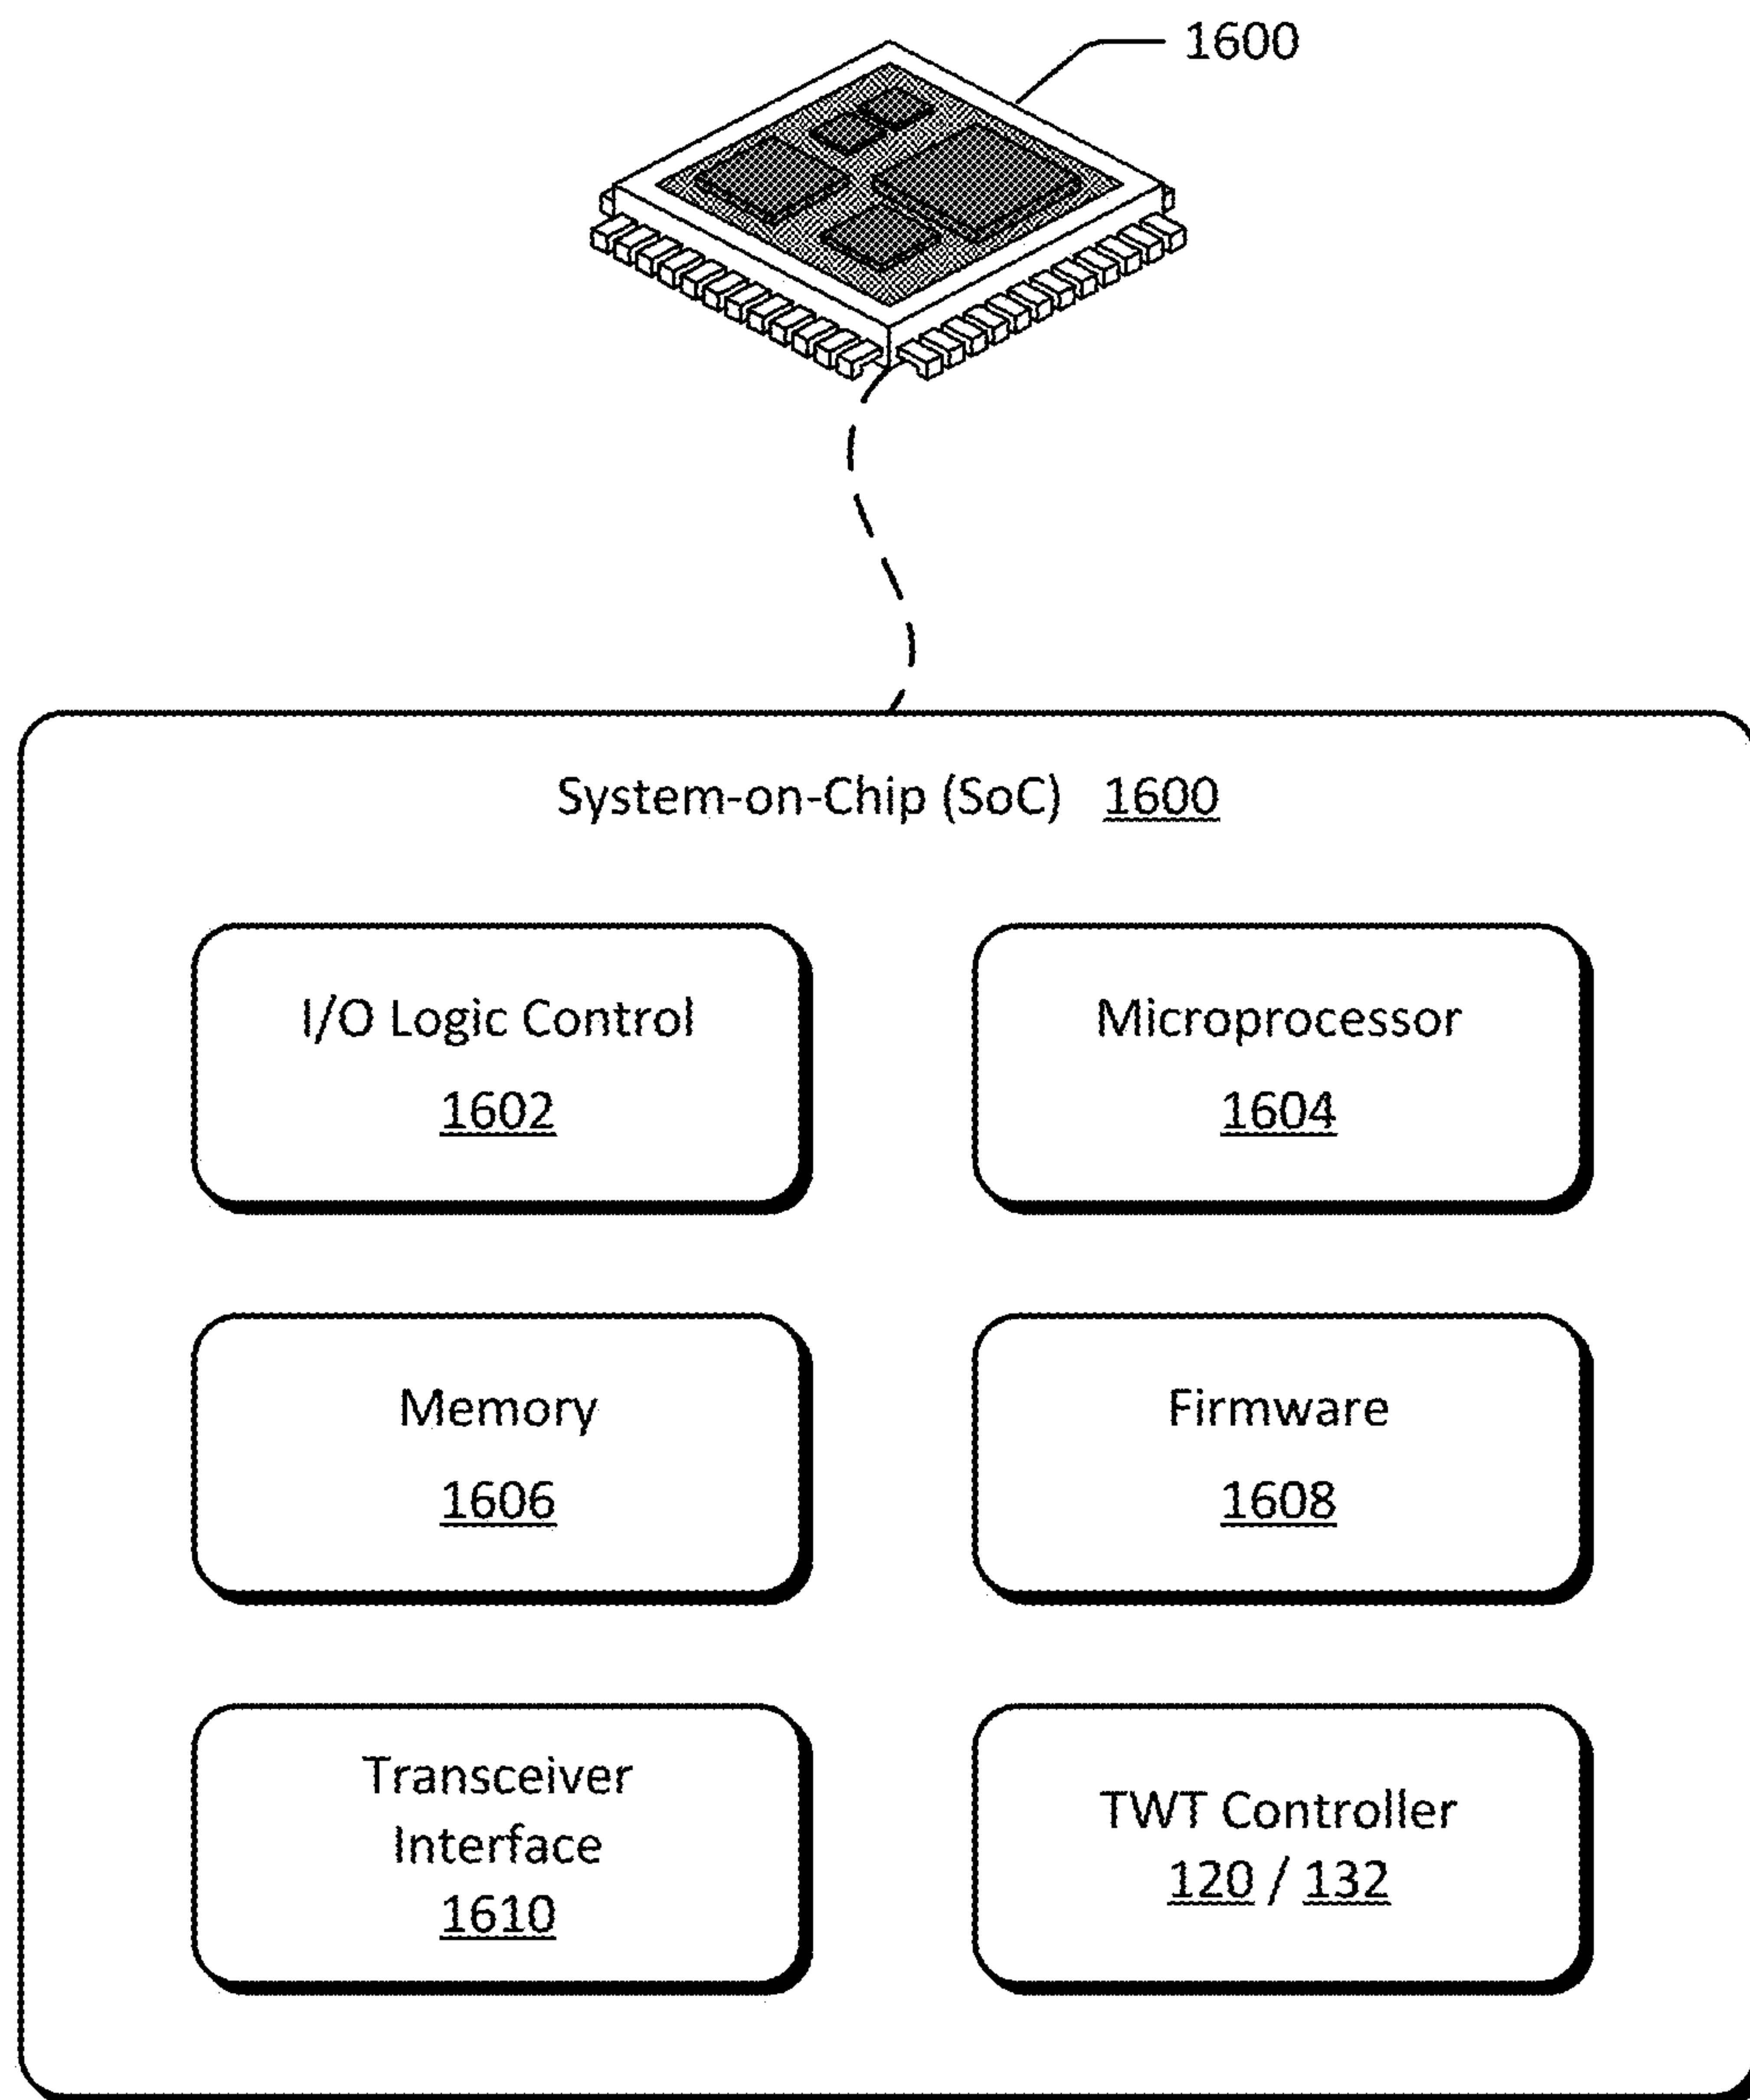 1600
System-on-Chip (SoC) 1600
I/O Logic Control
1602
Microprocessor
1604
Memory
1606
Firmware
1608
Transceiver
Interface
1610
TWT Controller
120 / 132